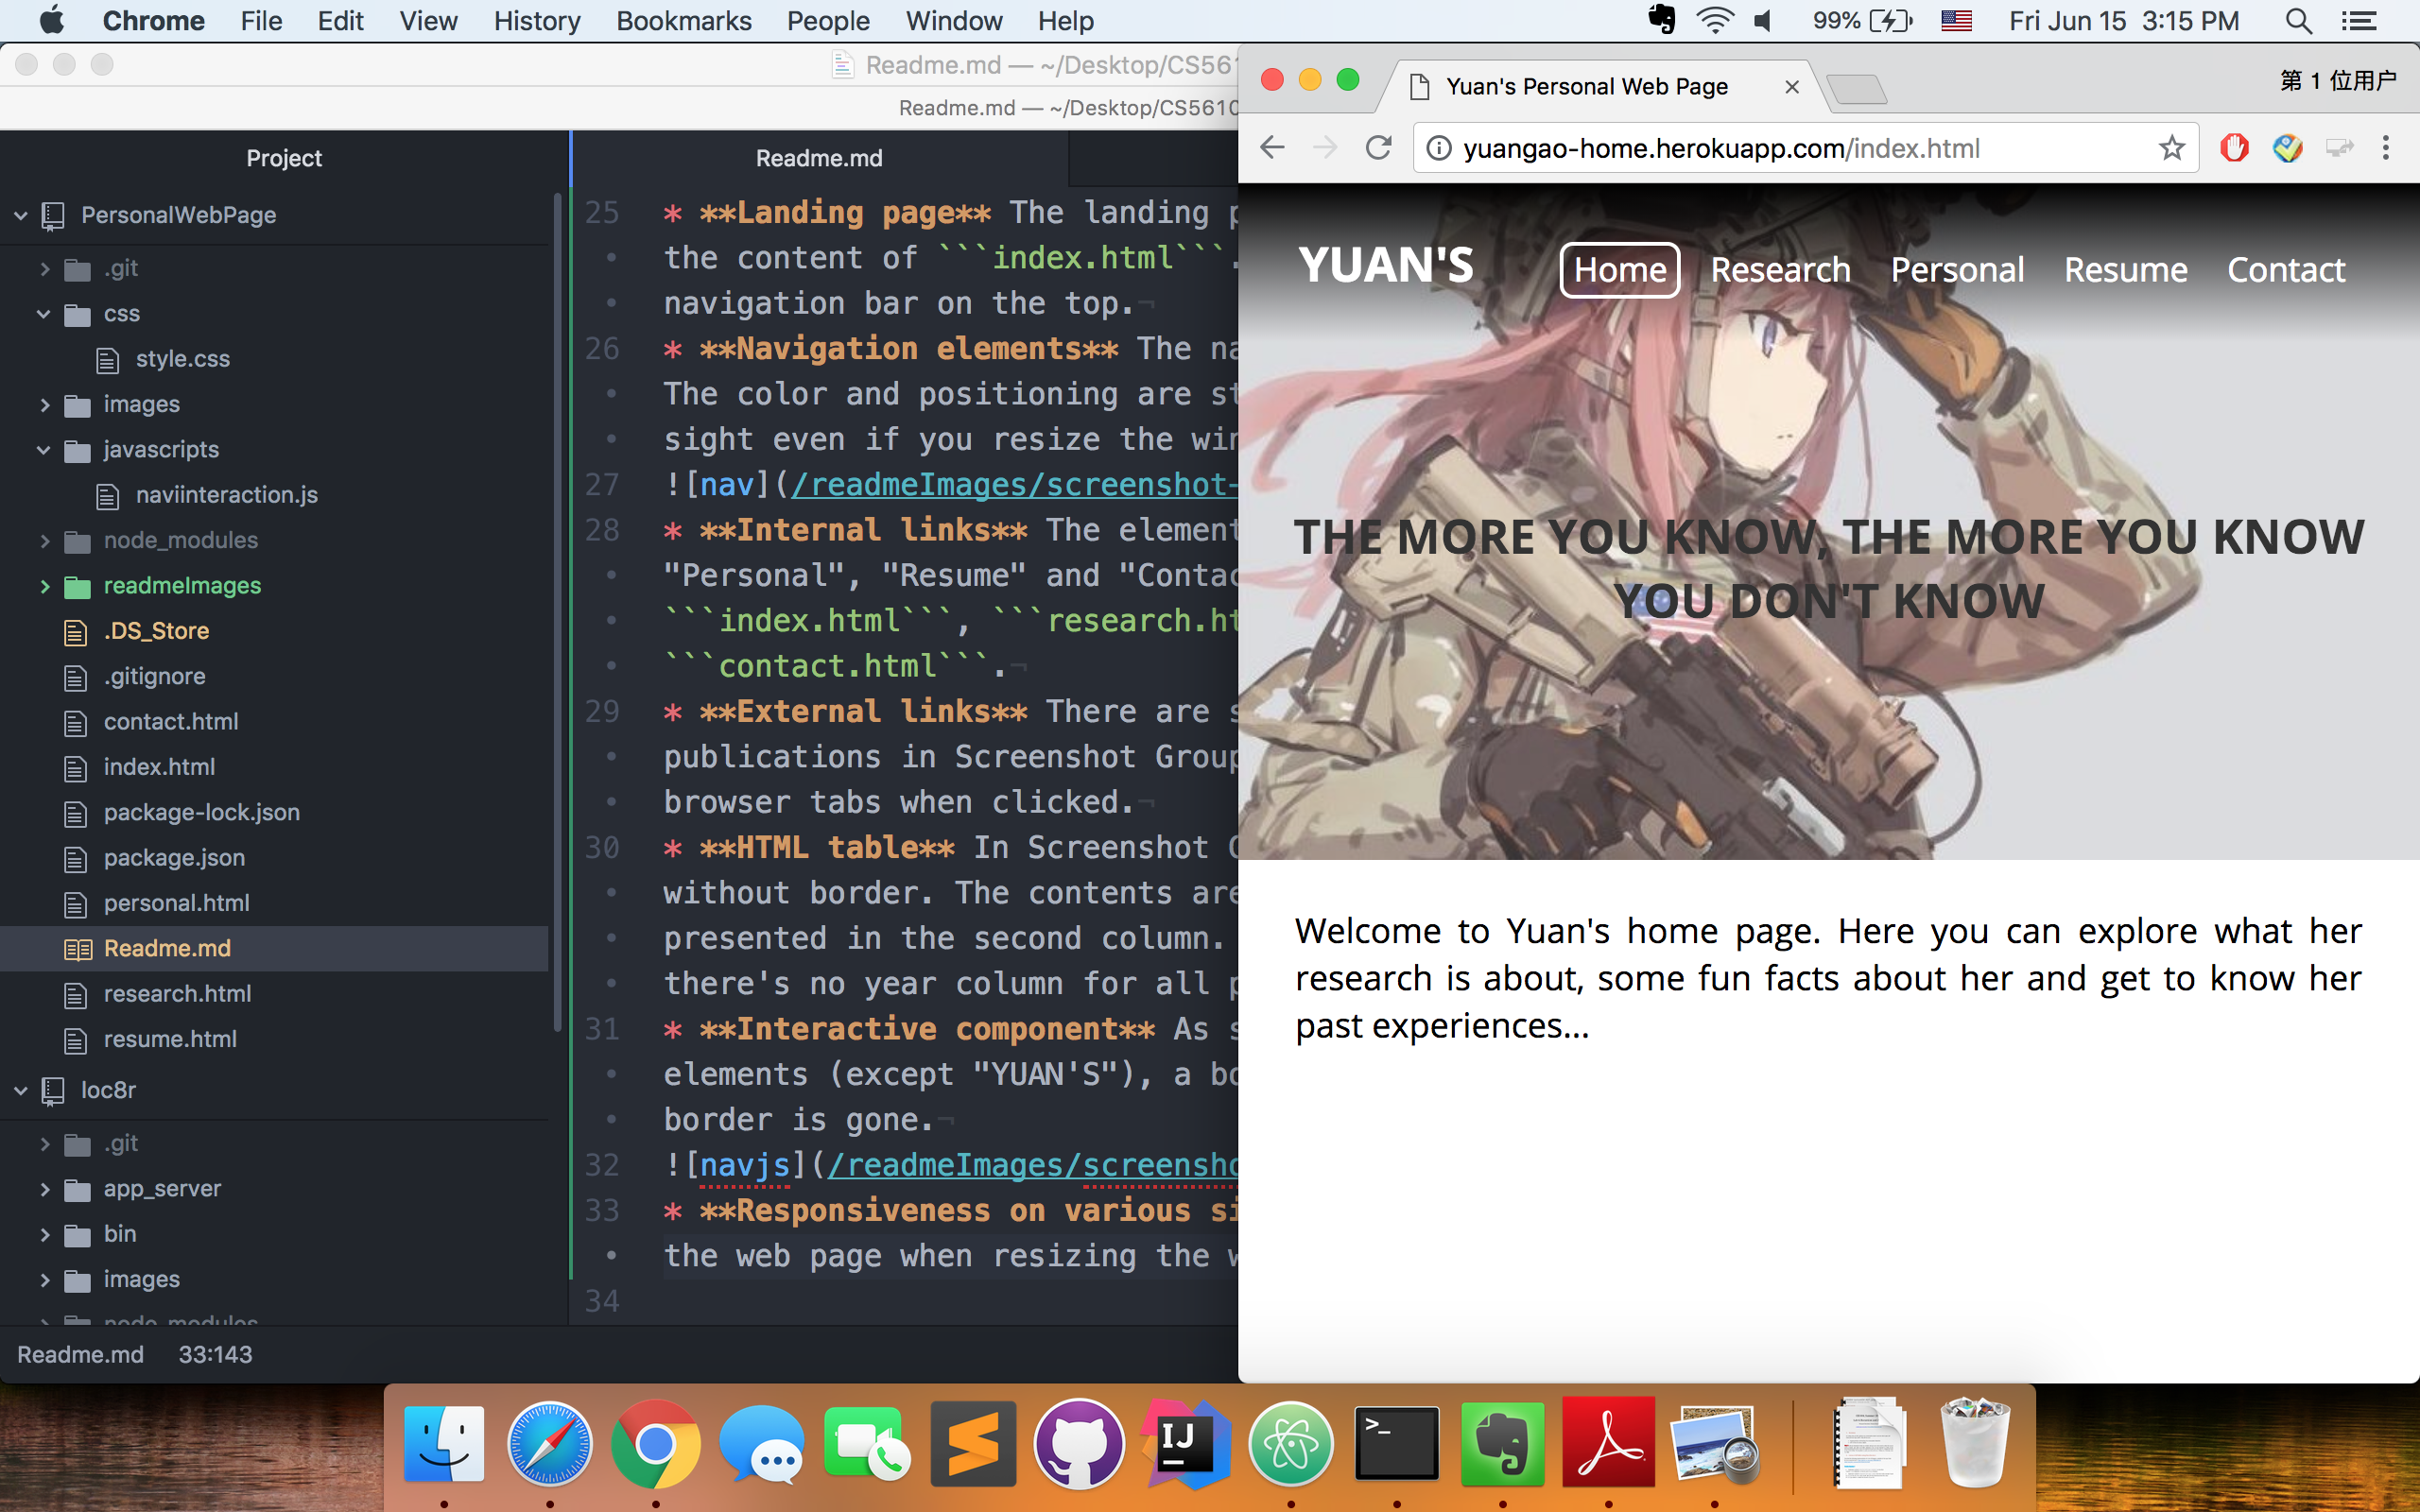 Chrome File Edit View History Bookmarks People Window Help 99% Fri Jun 15 3:15 PM
Readme.md — ~/Desktop/CS561
Readme.md — ~/Desktop/CS5610
Project
PersonalWebPage
.git
css
style.css
images
javascripts
naviinteraction.js
node_modules
readmeImages
.DS_Store
.gitignore
contact.html
index.html
package-lock.json
package.json
personal.html
Readme.md
research.html
resume.html
loc8r
.git
app_server
bin
images
node_modules
Readme.md 33:143
Readme.md
25 * **Landing page** The landing p
the content of ```index.html```.
navigation bar on the top.¬
26 * **Navigation elements** The na
The color and positioning are st
sight even if you resize the win
27 ![nav](/readmeImages/screenshot-
28 * **Internal links** The element
"Personal", "Resume" and "Contac
```index.html```, ```research.ht
```contact.html```.¬
29 * **External links** There are s
publications in Screenshot Group
browser tabs when clicked.¬
30 * **HTML table** In Screenshot G
without border. The contents are
presented in the second column.
there's no year column for all p
31 * **Interactive component** As s
elements (except "YUAN'S"), a bo
border is gone.¬
32 ![navjs](/readmeImages/screensho
33 * **Responsiveness on various si
the web page when resizing the w
34
Yuan's Personal Web Page
第 1 位用户
yuangao-home.herokuapp.com/index.html
YUAN'S Home Research Personal Resume Contact
THE MORE YOU KNOW, THE MORE YOU KNOW
YOU DON'T KNOW
Welcome to Yuan's home page. Here you can explore what her
research is about, some fun facts about her and get to know her
past experiences...
IJ
>_